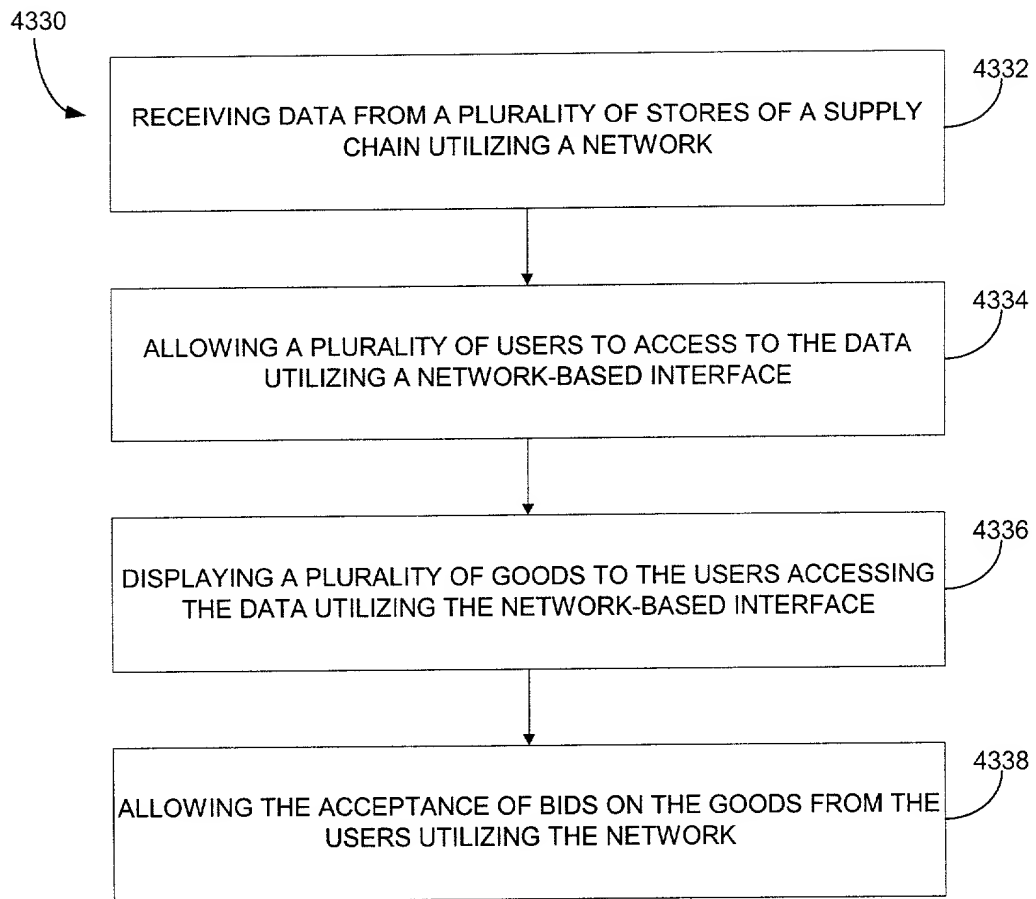 4330
4332
RECEIVING DATA FROM A PLURALITY OF STORES OF A SUPPLY
CHAIN UTILIZING A NETWORK
4334
ALLOWING A PLURALITY OF USERS TO ACCESS TO THE DATA
UTILIZING A NETWORK-BASED INTERFACE
4336
DISPLAYING A PLURALITY OF GOODS TO THE USERS ACCESSING
THE DATA UTILIZING THE NETWORK-BASED INTERFACE
4338
ALLOWING THE ACCEPTANCE OF BIDS ON THE GOODS FROM THE
USERS UTILIZING THE NETWORK